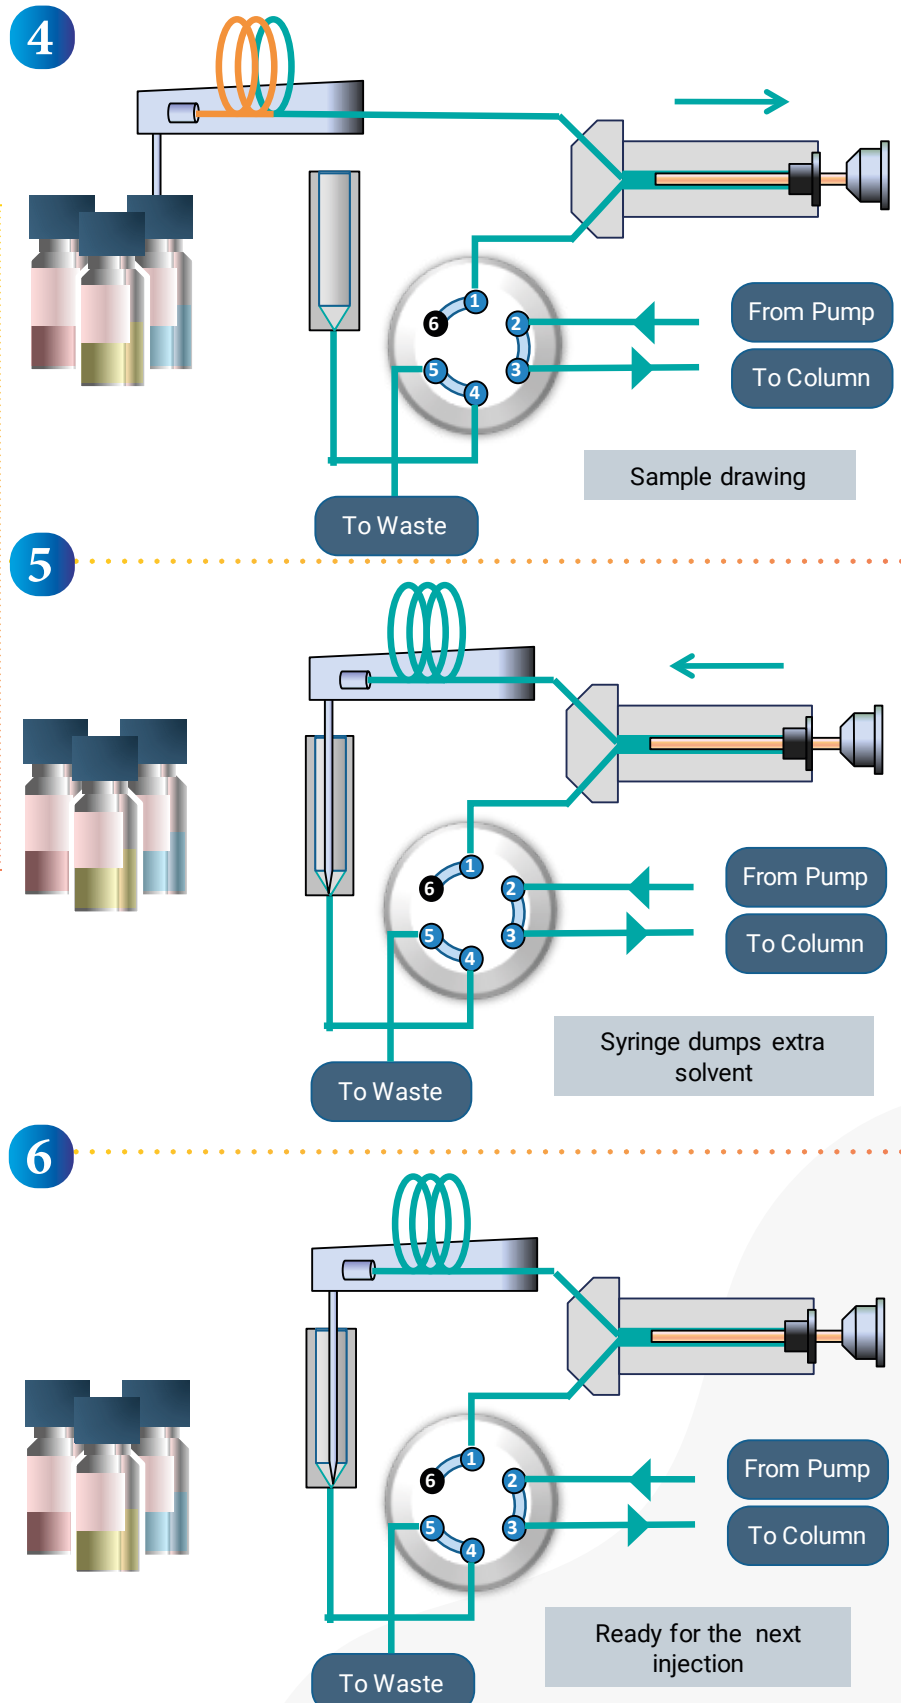 4
1
6
2
From Pump
5
3
To Column
4
Sample drawing
To Waste
5
1
6
2
From Pump
5
3
To Column
4
Syringe dumps extra
solvent
To Waste
6
1
6
2
From Pump
5
3
To Column
4
Ready for the next
injection
To Waste